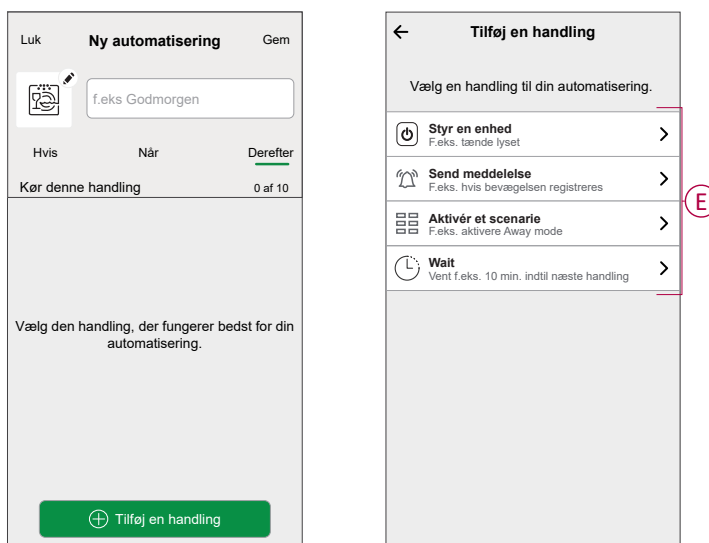 Luk Ny automatisering Gem
f.eks Godmorgen
Hvis Når Derefter
Kør denne handling 0 af 10
Vælg den handling, der fungerer bedst for din
automatisering.
Tilføj en handling
Tilføj en handling
Vælg en handling til din automatisering.
Styr en enhed
F.eks. tænde lyset
Send meddelelse
F.eks. hvis bevægelsen registreres
Aktivér et scenarie
F.eks. aktivere Away mode
Wait
Vent f.eks. 10 min. indtil næste handling
E